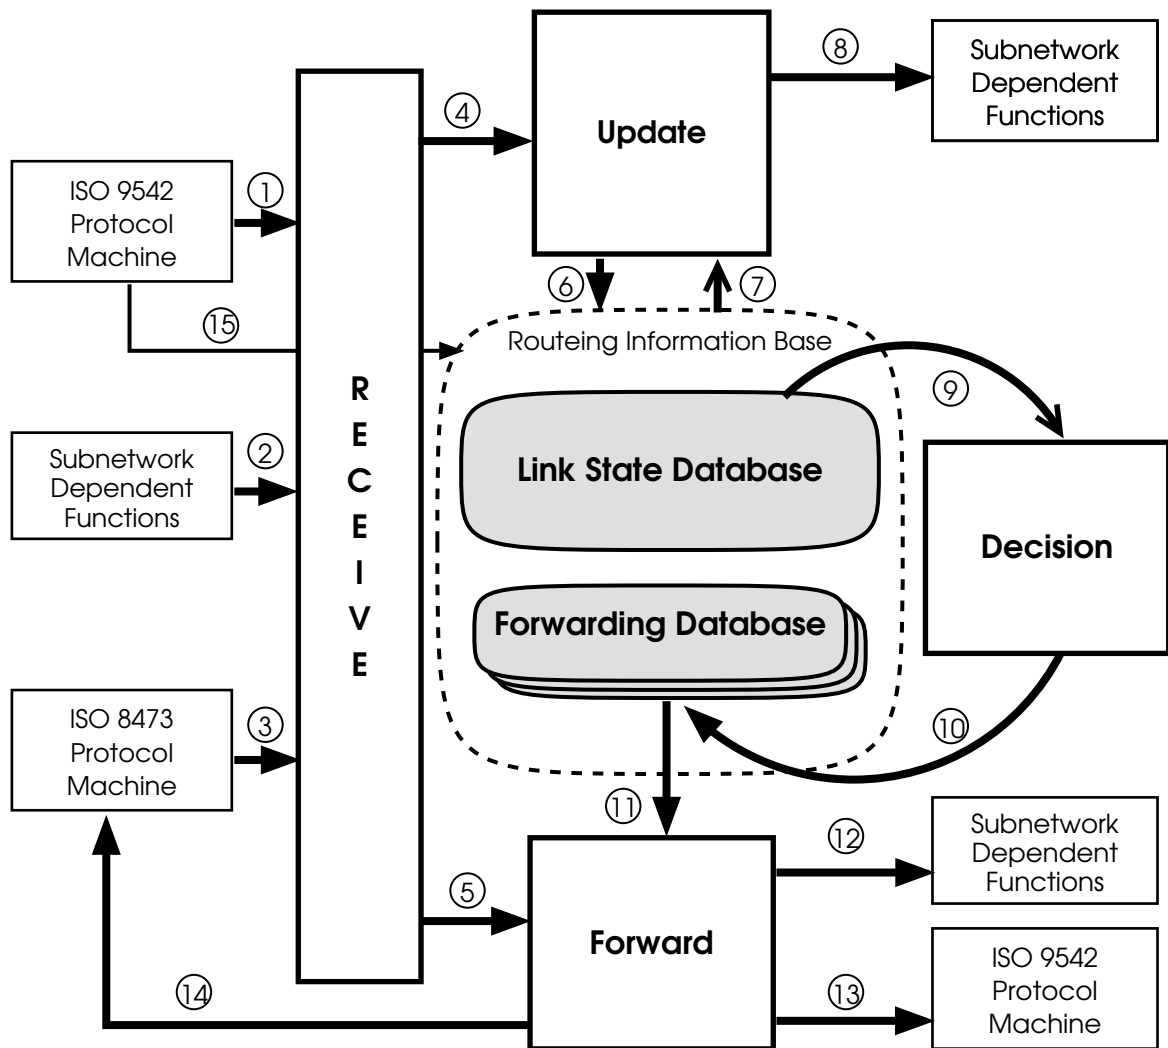 ⑧
Subnetwork
Dependent
Functions
④
Update
ISO 9542
Protocol
Machine
①
⑥
⑦
⑮
Routeing Information Base
R
E
C
E
I
V
E
⑨
Subnetwork
Dependent
Functions
②
Link State Database
Decision
Forwarding Database
ISO 8473
Protocol
Machine
③
⑩
⑪
⑫
Subnetwork
Dependent
Functions
⑤
Forward
⑭
⑬
ISO 9542
Protocol
Machine